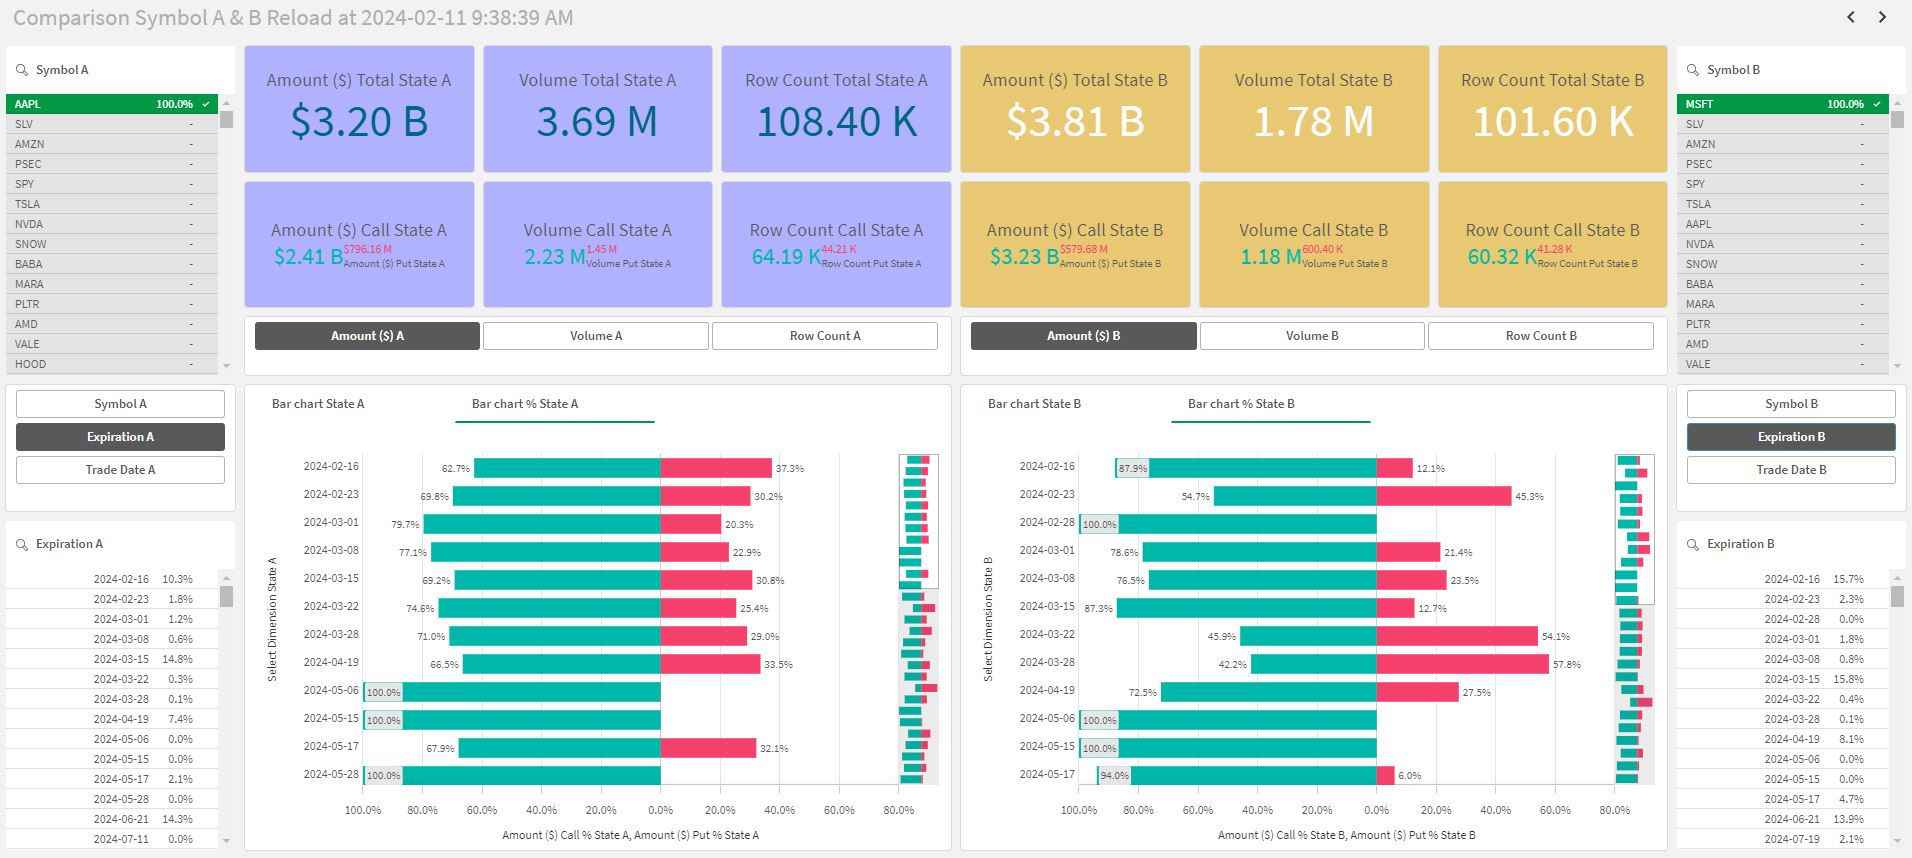 Comparison Symbol A & B Reload at 2024-02-11 9:38:39 AM
Symbol A
AAPL 100.0%
SLV -
AMZN -
PSEC -
SPY -
TSLA -
NVDA -
SNOW -
BABA -
MARA -
PLTR -
AMD -
VALE -
HOOD -
Symbol A
Expiration A
Trade Date A
Expiration A
2024-02-16 10.3%
2024-02-23 1.8%
2024-03-01 1.2%
2024-03-08 0.6%
2024-03-15 14.8%
2024-03-22 0.3%
2024-03-28 0.1%
2024-04-19 7.4%
2024-05-06 0.0%
2024-05-15 0.0%
2024-05-17 2.1%
2024-05-28 0.0%
2024-06-21 14.3%
2024-07-11 0.0%
Amount ($) Total State A
$3.20 B
Volume Total State A
3.69 M
Row Count Total State A
108.40 K
Amount ($) Call State A
$2.41 B
$796.16 M
Amount ($) Put State A
Volume Call State A
2.23 M
1.45 M
Volume Put State A
Row Count Call State A
64.19 K
44.21 K
Row Count Put State A
Amount ($) A
Volume A
Row Count A
Bar chart State A
Bar chart % State A
Select Dimension State A
2024-02-16 62.7% 37.3%
2024-02-23 69.8% 30.2%
2024-03-01 79.7% 20.3%
2024-03-08 77.1% 22.9%
2024-03-15 69.2% 30.8%
2024-03-22 74.6% 25.4%
2024-03-28 71.0% 29.0%
2024-04-19 66.5% 33.5%
2024-05-06 100.0%
2024-05-15 100.0%
2024-05-17 67.9% 32.1%
2024-05-28 100.0%
100.0% 80.0% 60.0% 40.0% 20.0% 0.0% 20.0% 40.0% 60.0% 80.0%
Amount ($) Call % State A, Amount ($) Put % State A
Amount ($) Total State B
$3.81 B
Volume Total State B
1.78 M
Row Count Total State B
101.60 K
Amount ($) Call State B
$3.23 B
$579.68 M
Amount ($) Put State B
Volume Call State B
1.18 M
600.40 K
Volume Put State B
Row Count Call State B
60.32 K
41.28 K
Row Count Put State B
Amount ($) B
Volume B
Row Count B
Bar chart State B
Bar chart % State B
Select Dimension State B
2024-02-16 87.9% 12.1%
2024-02-23 54.7% 45.3%
2024-02-28 100.0%
2024-03-01 78.6% 21.4%
2024-03-08 76.5% 23.5%
2024-03-15 87.3% 12.7%
2024-03-22 45.9% 54.1%
2024-03-28 42.2% 57.8%
2024-04-19 72.5% 27.5%
2024-05-06 100.0%
2024-05-15 100.0%
2024-05-17 94.0% 6.0%
100.0% 80.0% 60.0% 40.0% 20.0% 0.0% 20.0% 40.0% 60.0% 80.0%
Amount ($) Call % State B, Amount ($) Put % State B
Symbol B
MSFT 100.0%
SLV -
AMZN -
PSEC -
SPY -
TSLA -
AAPL -
NVDA -
SNOW -
BABA -
MARA -
PLTR -
AMD -
VALE -
Symbol B
Expiration B
Trade Date B
Expiration B
2024-02-16 15.7%
2024-02-23 2.3%
2024-02-28 0.0%
2024-03-01 1.8%
2024-03-08 0.8%
2024-03-15 15.8%
2024-03-22 0.4%
2024-03-28 0.1%
2024-04-19 8.1%
2024-05-06 0.0%
2024-05-15 0.0%
2024-05-17 4.7%
2024-06-21 13.9%
2024-07-19 2.1%